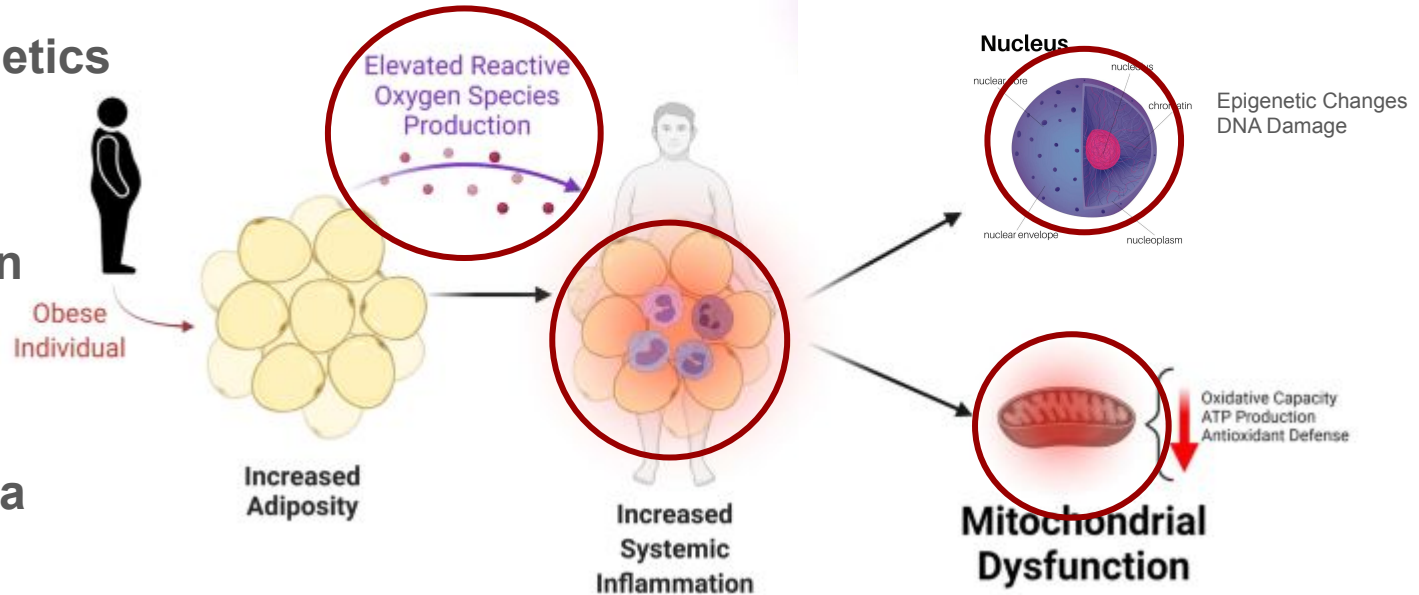 etics
n
a
Obese
Individual
Increased
Adiposity
Elevated Reactive
Oxygen Species
Production
Increased
Systemic
Inflammation
Nucleus
nuclear pore
nucleolus
chromatin
nuclear envelope
nucleoplasm
Epigenetic Changes
DNA Damage
Oxidative Capacity
ATP Production
Antioxidant Defense
Mitochondrial
Dysfunction